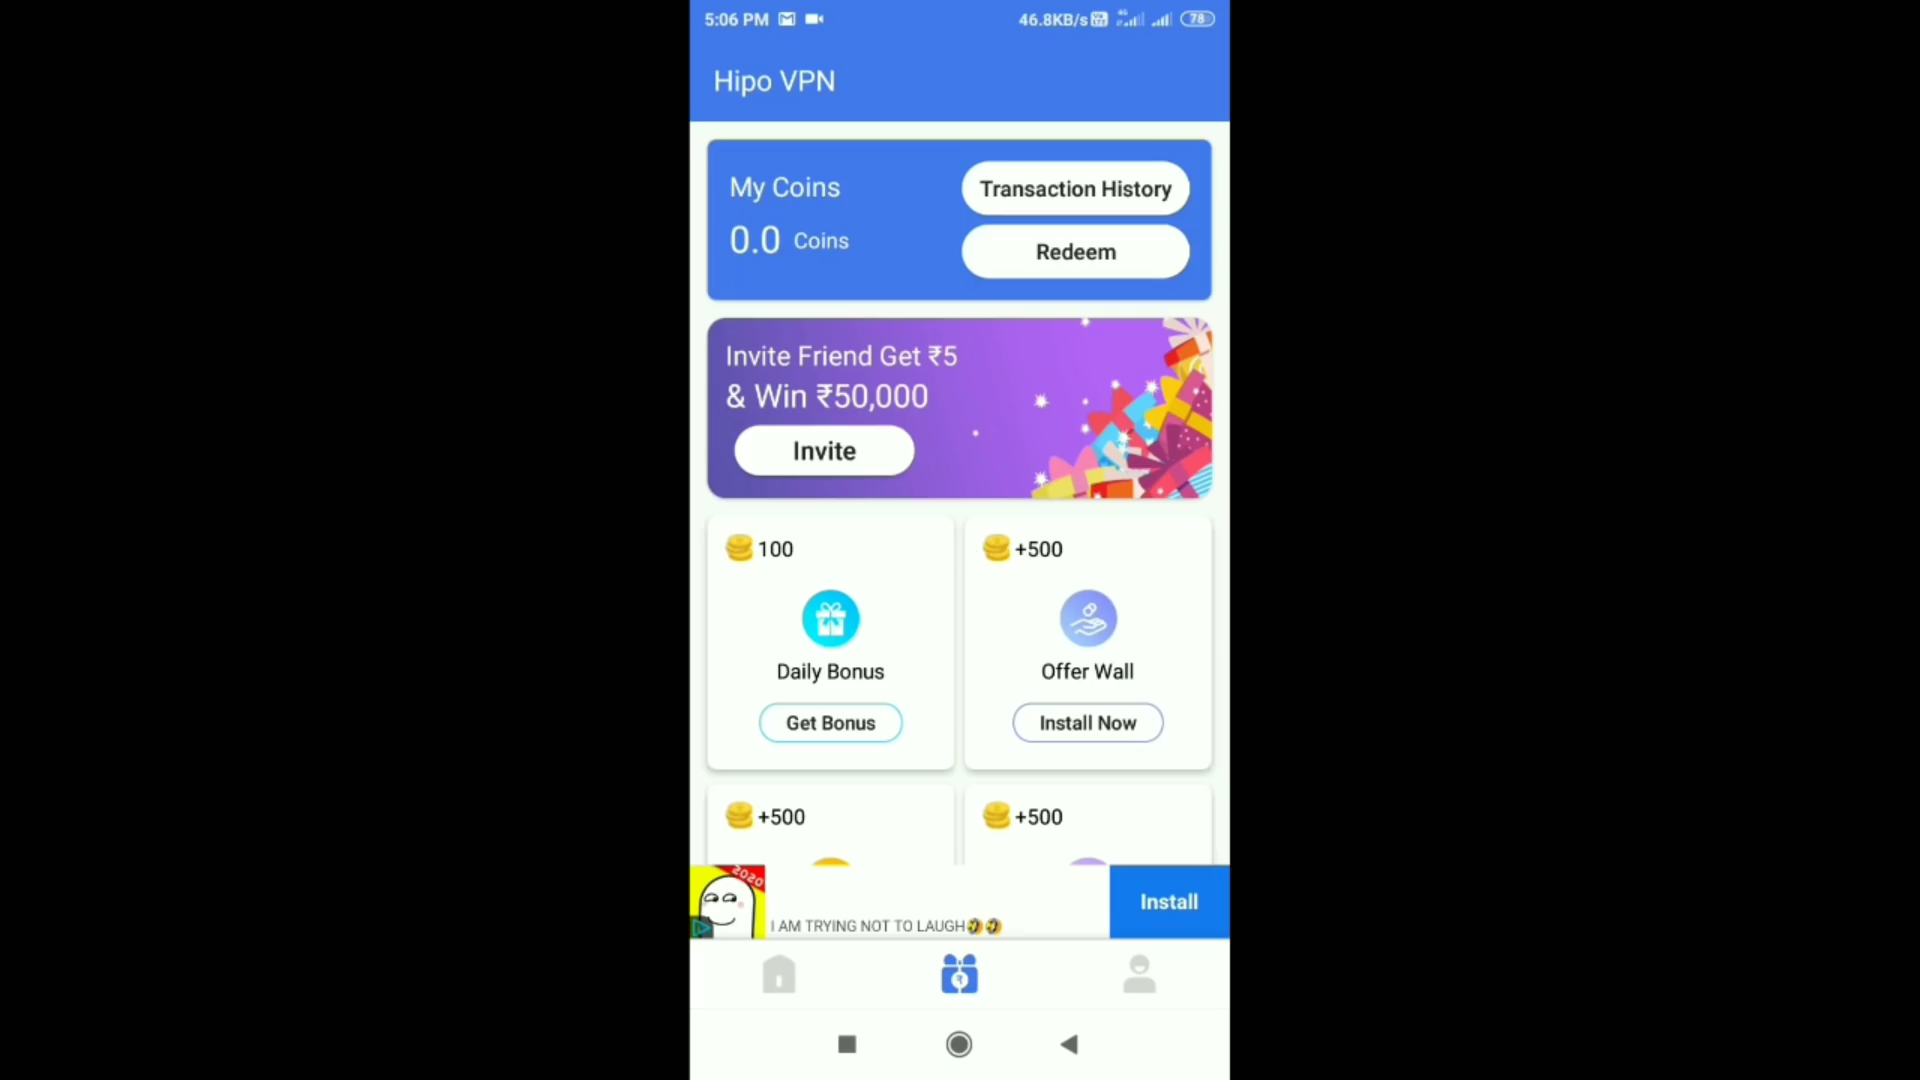 5:06 PM
46.8KB/s
4G
78
Hipo VPN
My Coins
Transaction History
0.0 Coins
Redeem
Invite Friend Get ₹5
& Win ₹50,000
Invite
100
+500
Daily Bonus
Offer Wall
Get Bonus
Install Now
+500
+500
2020
I AM TRYING NOT TO LAUGH🤣🤣
Install
₹